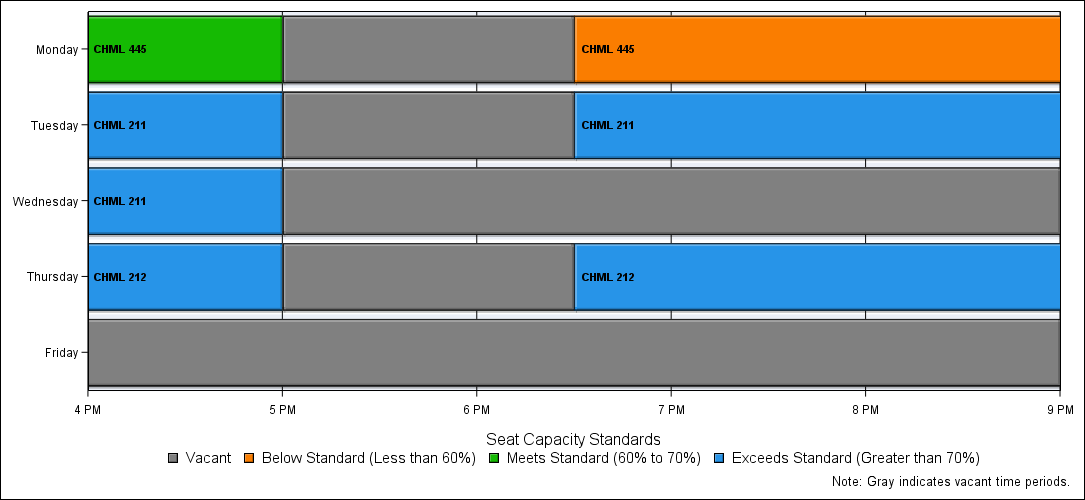 Monday
CHML 445
CHML 445
Tuesday
CHML 211
CHML 211
Wednesday
CHML 211
Thursday
CHML 212
CHML 212
Friday
4 PM 5 PM 6 PM 7 PM 8 PM 9 PM
Seat Capacity Standards
Vacant Below Standard (Less than 60%) Meets Standard (60% to 70%) Exceeds Standard (Greater than 70%)
Note: Gray indicates vacant time periods.